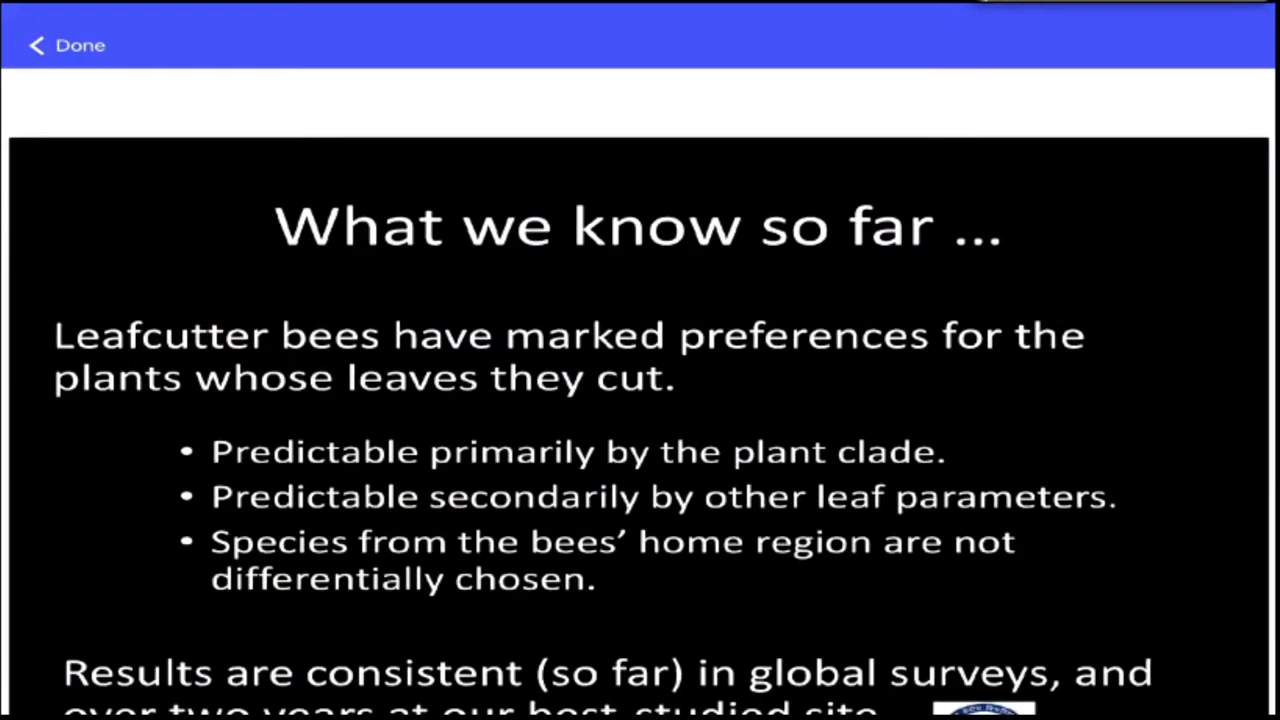 Done
What we know so far ...
Leafcutter bees have marked preferences for the
plants whose leaves they cut.
• Predictable primarily by the plant clade.
• Predictable secondarily by other leaf parameters.
• Species from the bees’ home region are not
differentially chosen.
Results are consistent (so far) in global surveys, and
over two years at our best-studied site